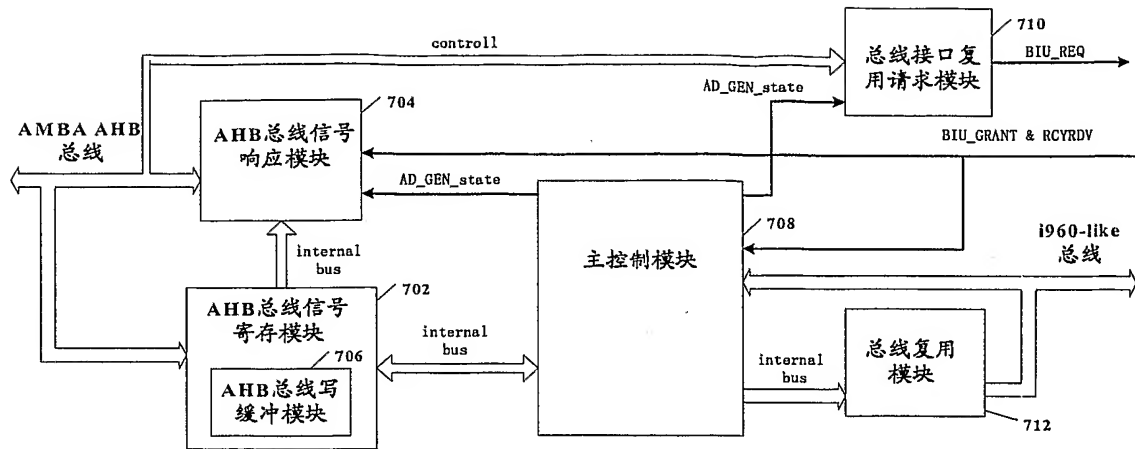 controll
710
总线接口复
用请求模块
BIU_REQ
AD_GEN_state
704
AMBA AHB
总线
AHB总线信号
响应模块
BIU_GRANT & RCYRDV
AD_GEN_state
708
i960-like
总线
internal
bus
主控制模块
702
AHB总线信号
寄存模块
706
AHB总线写
缓冲模块
internal
bus
internal
bus
总线复用
模块
712